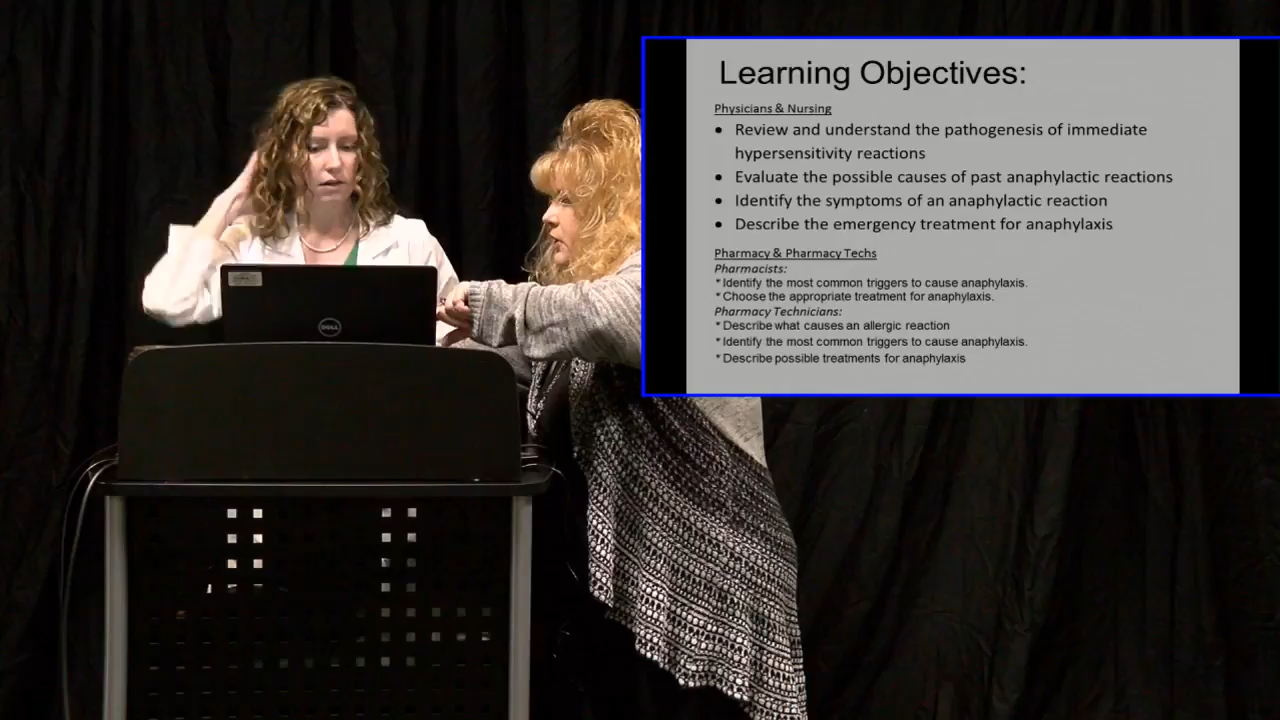 Learning Objectives:
Physicians & Nursing
• Review and understand the pathogenesis of immediate
hypersensitivity reactions
• Evaluate the possible causes of past anaphylactic reactions
• Identify the symptoms of an anaphylactic reaction
• Describe the emergency treatment for anaphylaxis
Pharmacy & Pharmacy Techs
Pharmacists:
* Identify the most common triggers to cause anaphylaxis.
* Choose the appropriate treatment for anaphylaxis.
Pharmacy Technicians:
* Describe what causes an allergic reaction
* Identify the most common triggers to cause anaphylaxis.
* Describe possible treatments for anaphylaxis
DELL